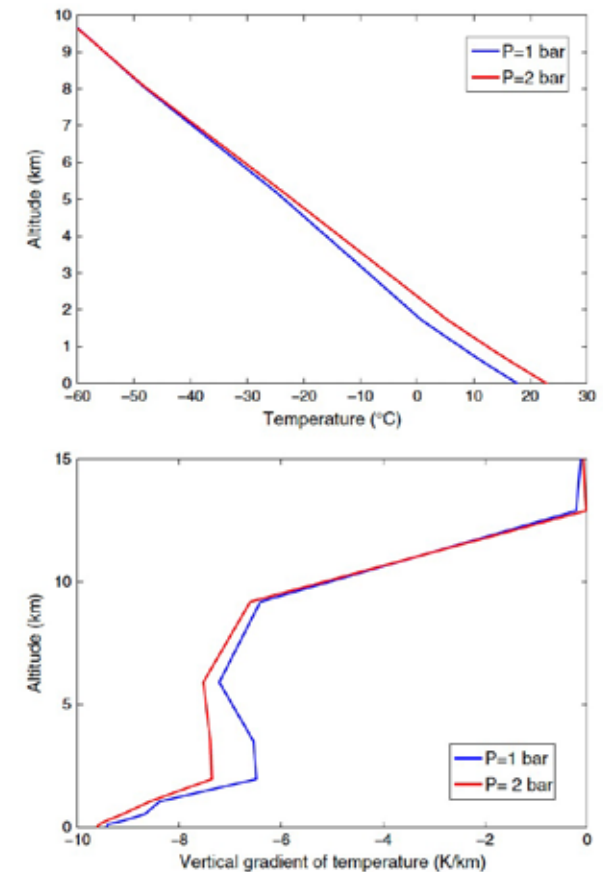 10
9
8
7
6
5
4
3
2
1
0
Altitude (km)
P=1 bar
P=2 bar
−60 −50 −40 −30 −20 −10 0 10 20 30
Temperature (°C)
15
10
5
0
Altitude (km)
P=1 bar
P= 2 bar
−10 −8 −6 −4 −2 0
Vertical gradient of temperature (K/km)